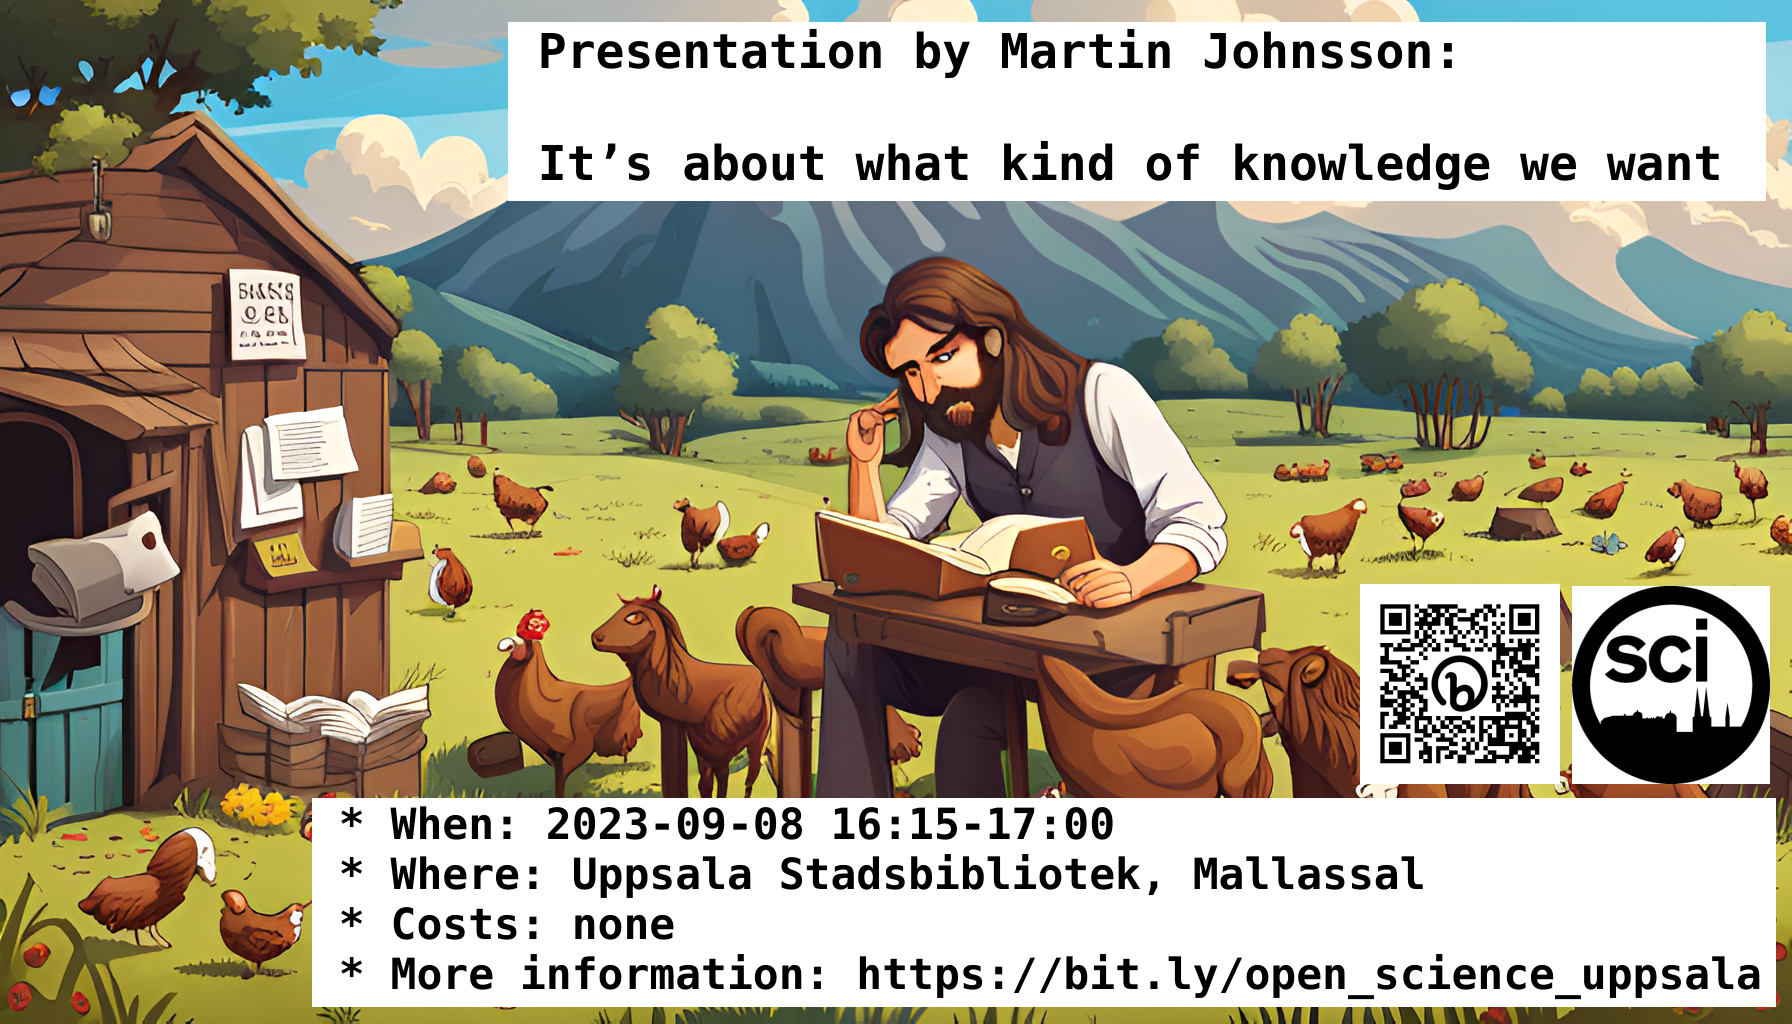 Presentation by Martin Johnsson:
It’s about what kind of knowledge we want
sci
* When: 2023-09-08 16:15-17:00
* Where: Uppsala Stadsbibliotek, Mallassal
* Costs: none
* More information: https://bit.ly/open_science_uppsala